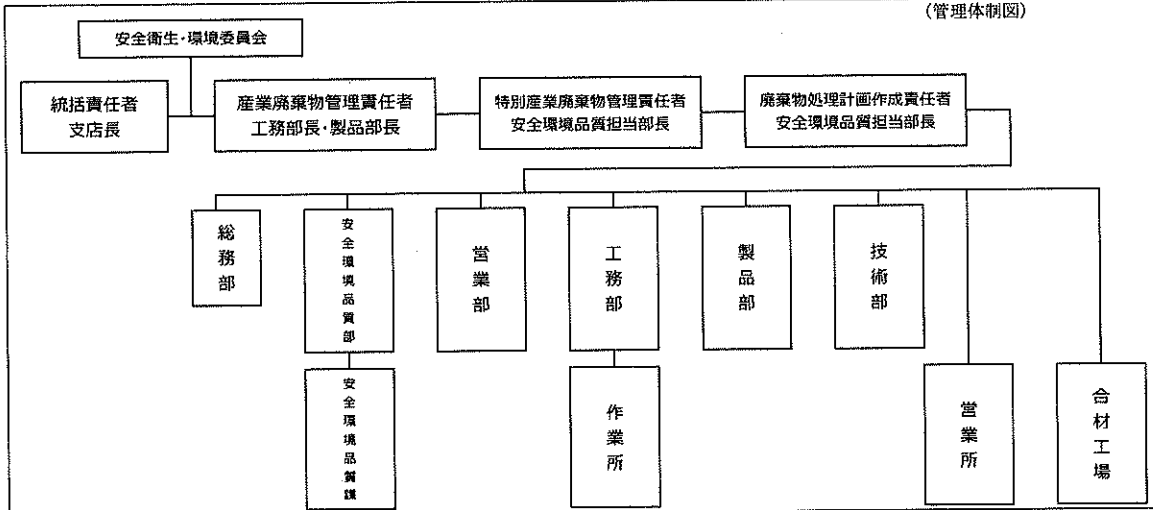 (管理体制図)
安全衛生・環境委員会
統括責任者
支店長
産業廃棄物管理責任者
工務部長・製品部長
特別産業廃棄物管理責任者
安全環境品質担当部長
廃棄物処理計画作成責任者
安全環境品質担当部長
総務部
安全環境品質部
営業部
工務部
製品部
技術部
安全環境品質課
作業所
営業所
合材工場